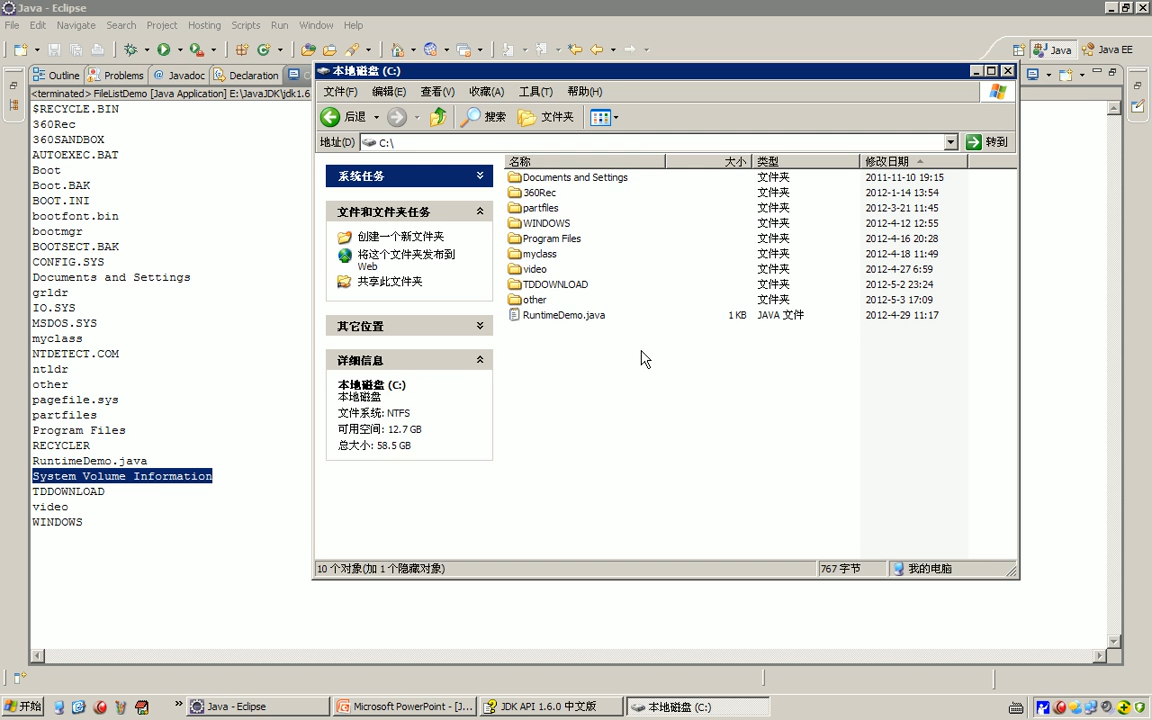 Java - Eclipse
File Edit Navigate Search Project Hosting Scripts Run Window Help
Java Java EE
Outline Problems Javadoc Declaration
<terminated> FileListDemo [Java Application] E:\JavaJDK\jdk1.6
$RECYCLE.BIN
360Rec
360SANDBOX
AUTOEXEC.BAT
Boot
Boot.BAK
BOOT.INI
bootfont.bin
bootmgr
BOOTSECT.BAK
CONFIG.SYS
Documents and Settings
grldr
IO.SYS
MSDOS.SYS
myclass
NTDETECT.COM
ntldr
other
pagefile.sys
partfiles
Program Files
RECYCLER
RuntimeDemo.java
System Volume Information
TDDOWNLOAD
video
WINDOWS
本地磁盘 (C:)
文件(F) 编辑(E) 查看(V) 收藏(A) 工具(T) 帮助(H)
后退 搜索 文件夹
地址(D) C:\ 转到
系统任务
文件和文件夹任务
创建一个新文件夹
将这个文件夹发布到
Web
共享此文件夹
其它位置
详细信息
本地磁盘 (C:)
本地磁盘
文件系统: NTFS
可用空间: 12.7 GB
总大小: 58.5 GB
名称 大小 类型 修改日期
Documents and Settings 文件夹 2011-11-10 19:15
360Rec 文件夹 2012-1-14 13:54
partfiles 文件夹 2012-3-21 11:45
WINDOWS 文件夹 2012-4-12 12:55
Program Files 文件夹 2012-4-16 20:28
myclass 文件夹 2012-4-18 11:49
video 文件夹 2012-4-27 6:59
TDDOWNLOAD 文件夹 2012-5-2 23:24
other 文件夹 2012-5-3 17:09
RuntimeDemo.java 1 KB JAVA 文件 2012-4-29 11:17
10 个对象(加 1 个隐藏对象) 767 字节 我的电脑
开始 Java - Eclipse Microsoft PowerPoint - [J... JDK API 1.6.0 中文版 本地磁盘 (C:)